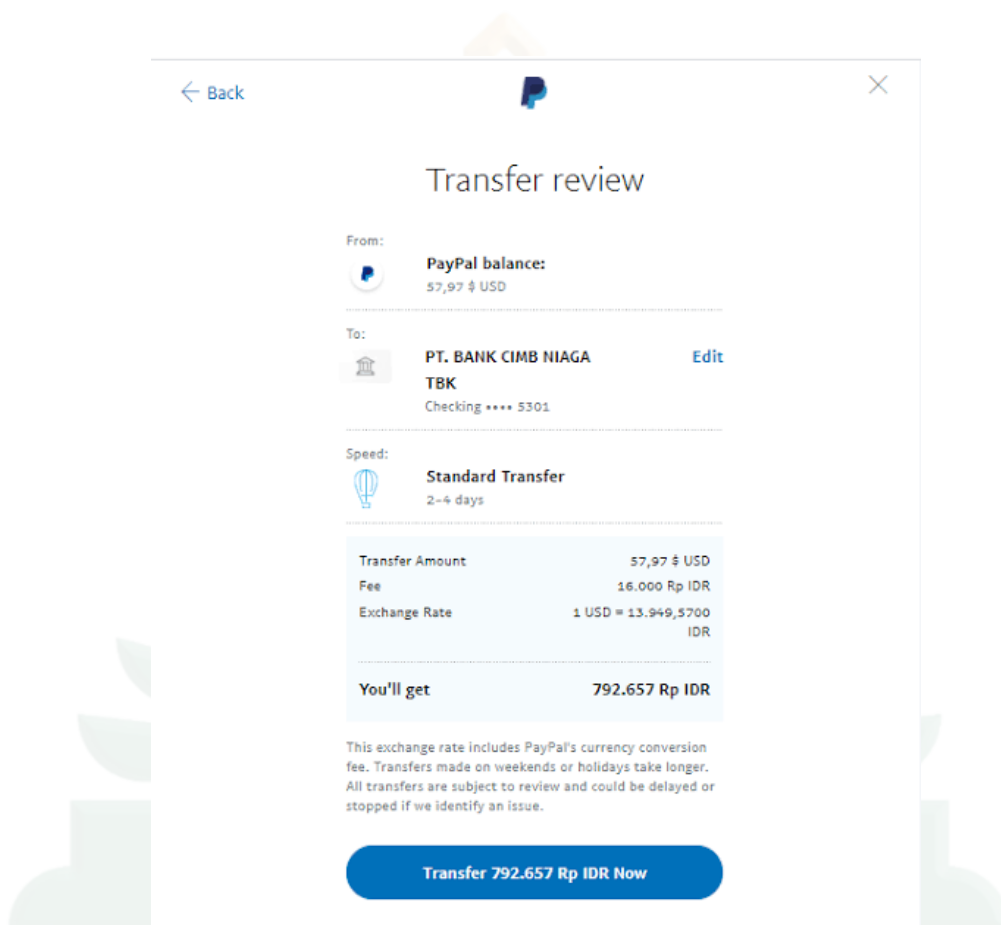 ← Back
Transfer review
From:
PayPal balance:
57,97 $ USD
To:
PT. BANK CIMB NIAGA
TBK
Edit
Checking •••• 5301
Speed:
Standard Transfer
2–4 days
Transfer Amount 57,97 $ USD
Fee 16.000 Rp IDR
Exchange Rate 1 USD = 13.949,5700
IDR
You'll get 792.657 Rp IDR
This exchange rate includes PayPal's currency conversion
fee. Transfers made on weekends or holidays take longer.
All transfers are subject to review and could be delayed or
stopped if we identify an issue.
Transfer 792.657 Rp IDR Now